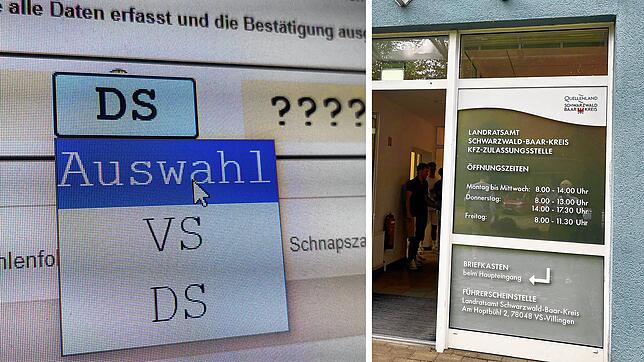 alle Daten erfasst und die Bestätigung aus
DS
????
Auswahl
VS
DS
Schnapsza
QUELLENLAND
SCHWARZWALD
BAAR KREIS
LANDRATSAMT
SCHWARZWALD-BAAR-KREIS
KFZ-ZULASSUNGSSTELLE
ÖFFNUNGSZEITEN
Montag bis Mittwoch: 8.00 - 14.00 Uhr
Donnerstag: 8.00 - 13.00 Uhr
14.00 - 17.30 Uhr
Freitag: 8.00 - 11.30 Uhr
BRIEFKASTEN
beim Haupteingang
FÜHRERSCHEINSTELLE
Landratsamt Schwarzwald-Baar-Kreis
Am Hoptbühl 2, 78048 VS-Villingen